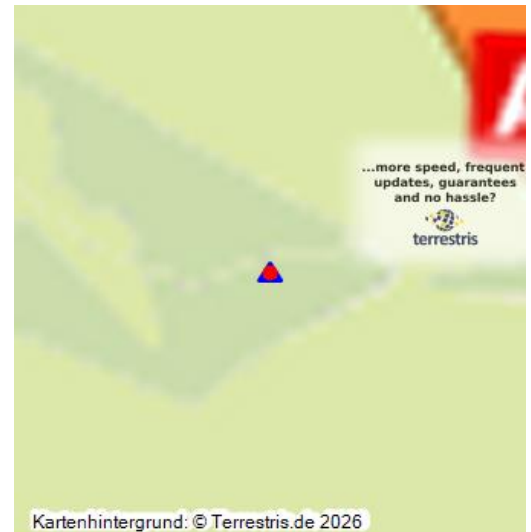 ...more speed, frequent
updates, guarantees
and no hassle?
terrestris
Kartenhintergrund: © Terrestris.de 2026